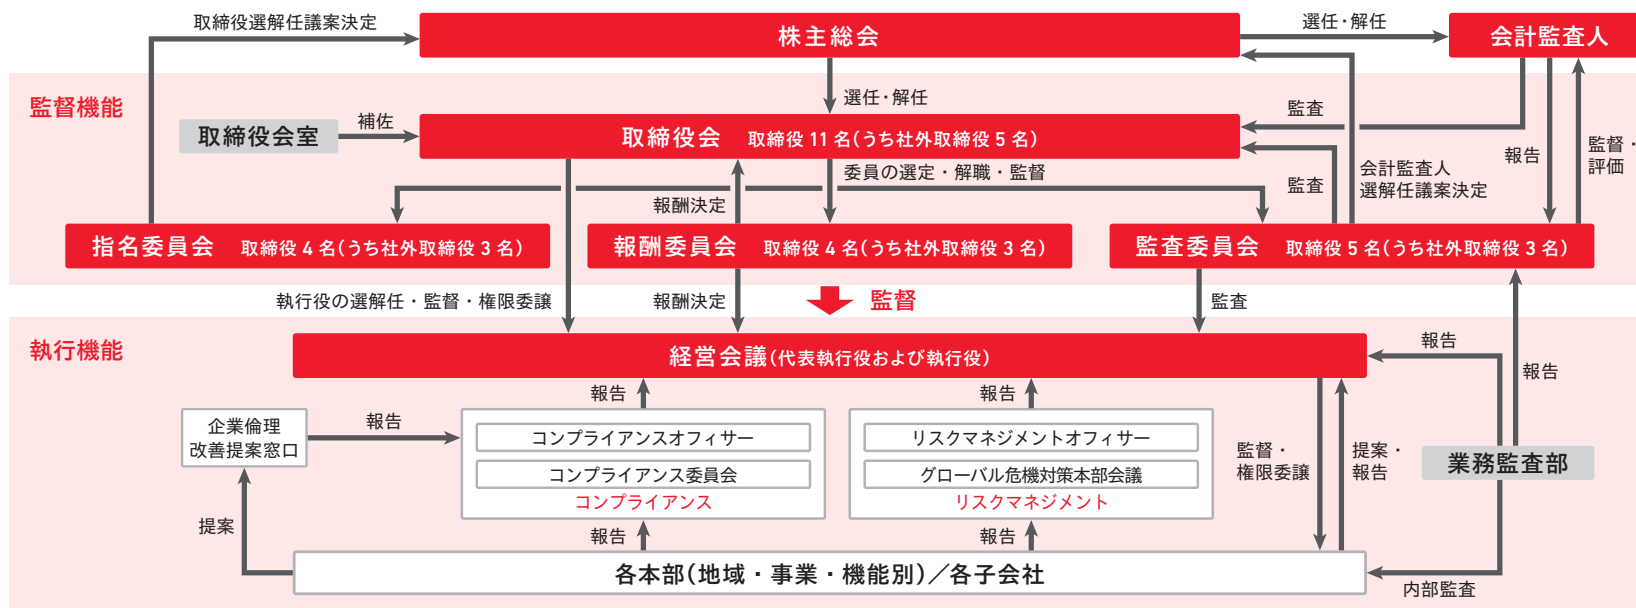 取締役選解任議案決定
株主総会
選任・解任
会計監査人
監督機能
選任・解任
取締役会室
補佐
取締役会 取締役 11 名(うち社外取締役 5 名)
監査
報告
監督・
評価
委員の選定・解職・監督
報酬決定
監査
会計監査人
選解任議案決定
指名委員会 取締役 4 名(うち社外取締役 3 名)
報酬委員会 取締役 4 名(うち社外取締役 3 名)
監査委員会 取締役 5 名(うち社外取締役 3 名)
執行役の選解任・監督・権限委譲
報酬決定
監督
監査
執行機能
経営会議(代表執行役および執行役)
報告
報告
報告
報告
企業倫理
改善提案窓口
報告
コンプライアンスオフィサー
コンプライアンス委員会
コンプライアンス
リスクマネジメントオフィサー
グローバル危機対策本部会議
リスクマネジメント
監督・
権限委譲
提案・
報告
業務監査部
提案
報告
報告
各本部(地域・事業・機能別)/各子会社
内部監査